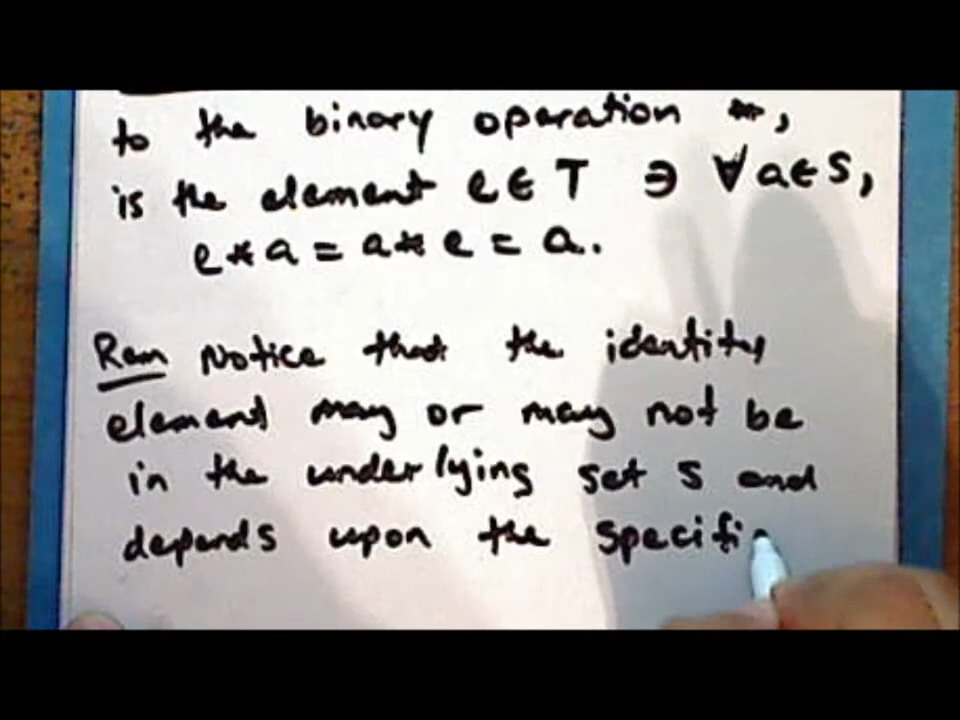 to the binary operation *,
is the element e ∈ T ∋ ∀ a ∈ S,
e * a = a * e = a.
Rem Notice that the identity
element may or may not be
in the underlying set S and
depends upon the specific